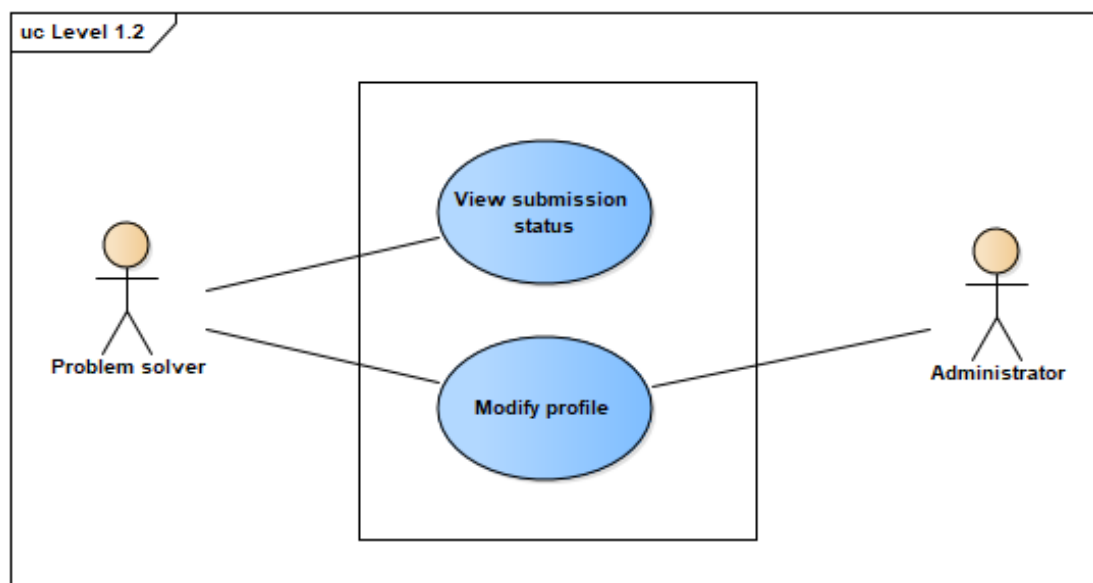 uc Level 1.2
View submission
status
Problem solver
Administrator
Modify profile